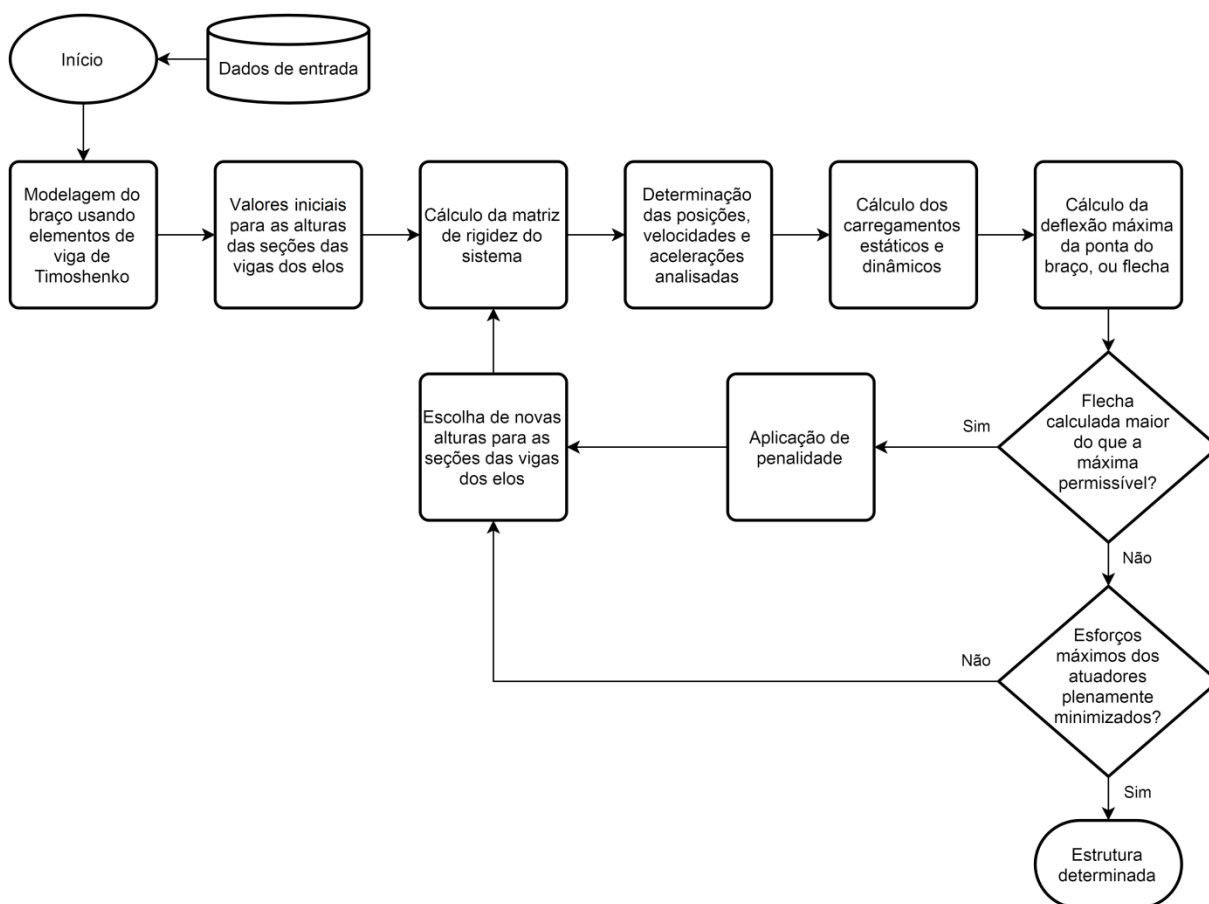 Início
Dados de entrada
Modelagem do
braço usando
elementos de
viga de
Timoshenko
Valores iniciais
para as alturas
das seções das
vigas dos elos
Cálculo da matriz
de rigidez do
sistema
Determinação
das posições,
velocidades e
acelerações
analisadas
Cálculo dos
carregamentos
estáticos e
dinâmicos
Cálculo da
deflexão máxima
da ponta do
braço, ou flecha
Flecha
calculada maior
do que a
máxima
permissível?
Sim
Aplicação de
penalidade
Escolha de novas
alturas para as
seções das vigas
dos elos
Não
Esforços
máximos dos
atuadores
plenamente
minimizados?
Não
Sim
Estrutura
determinada